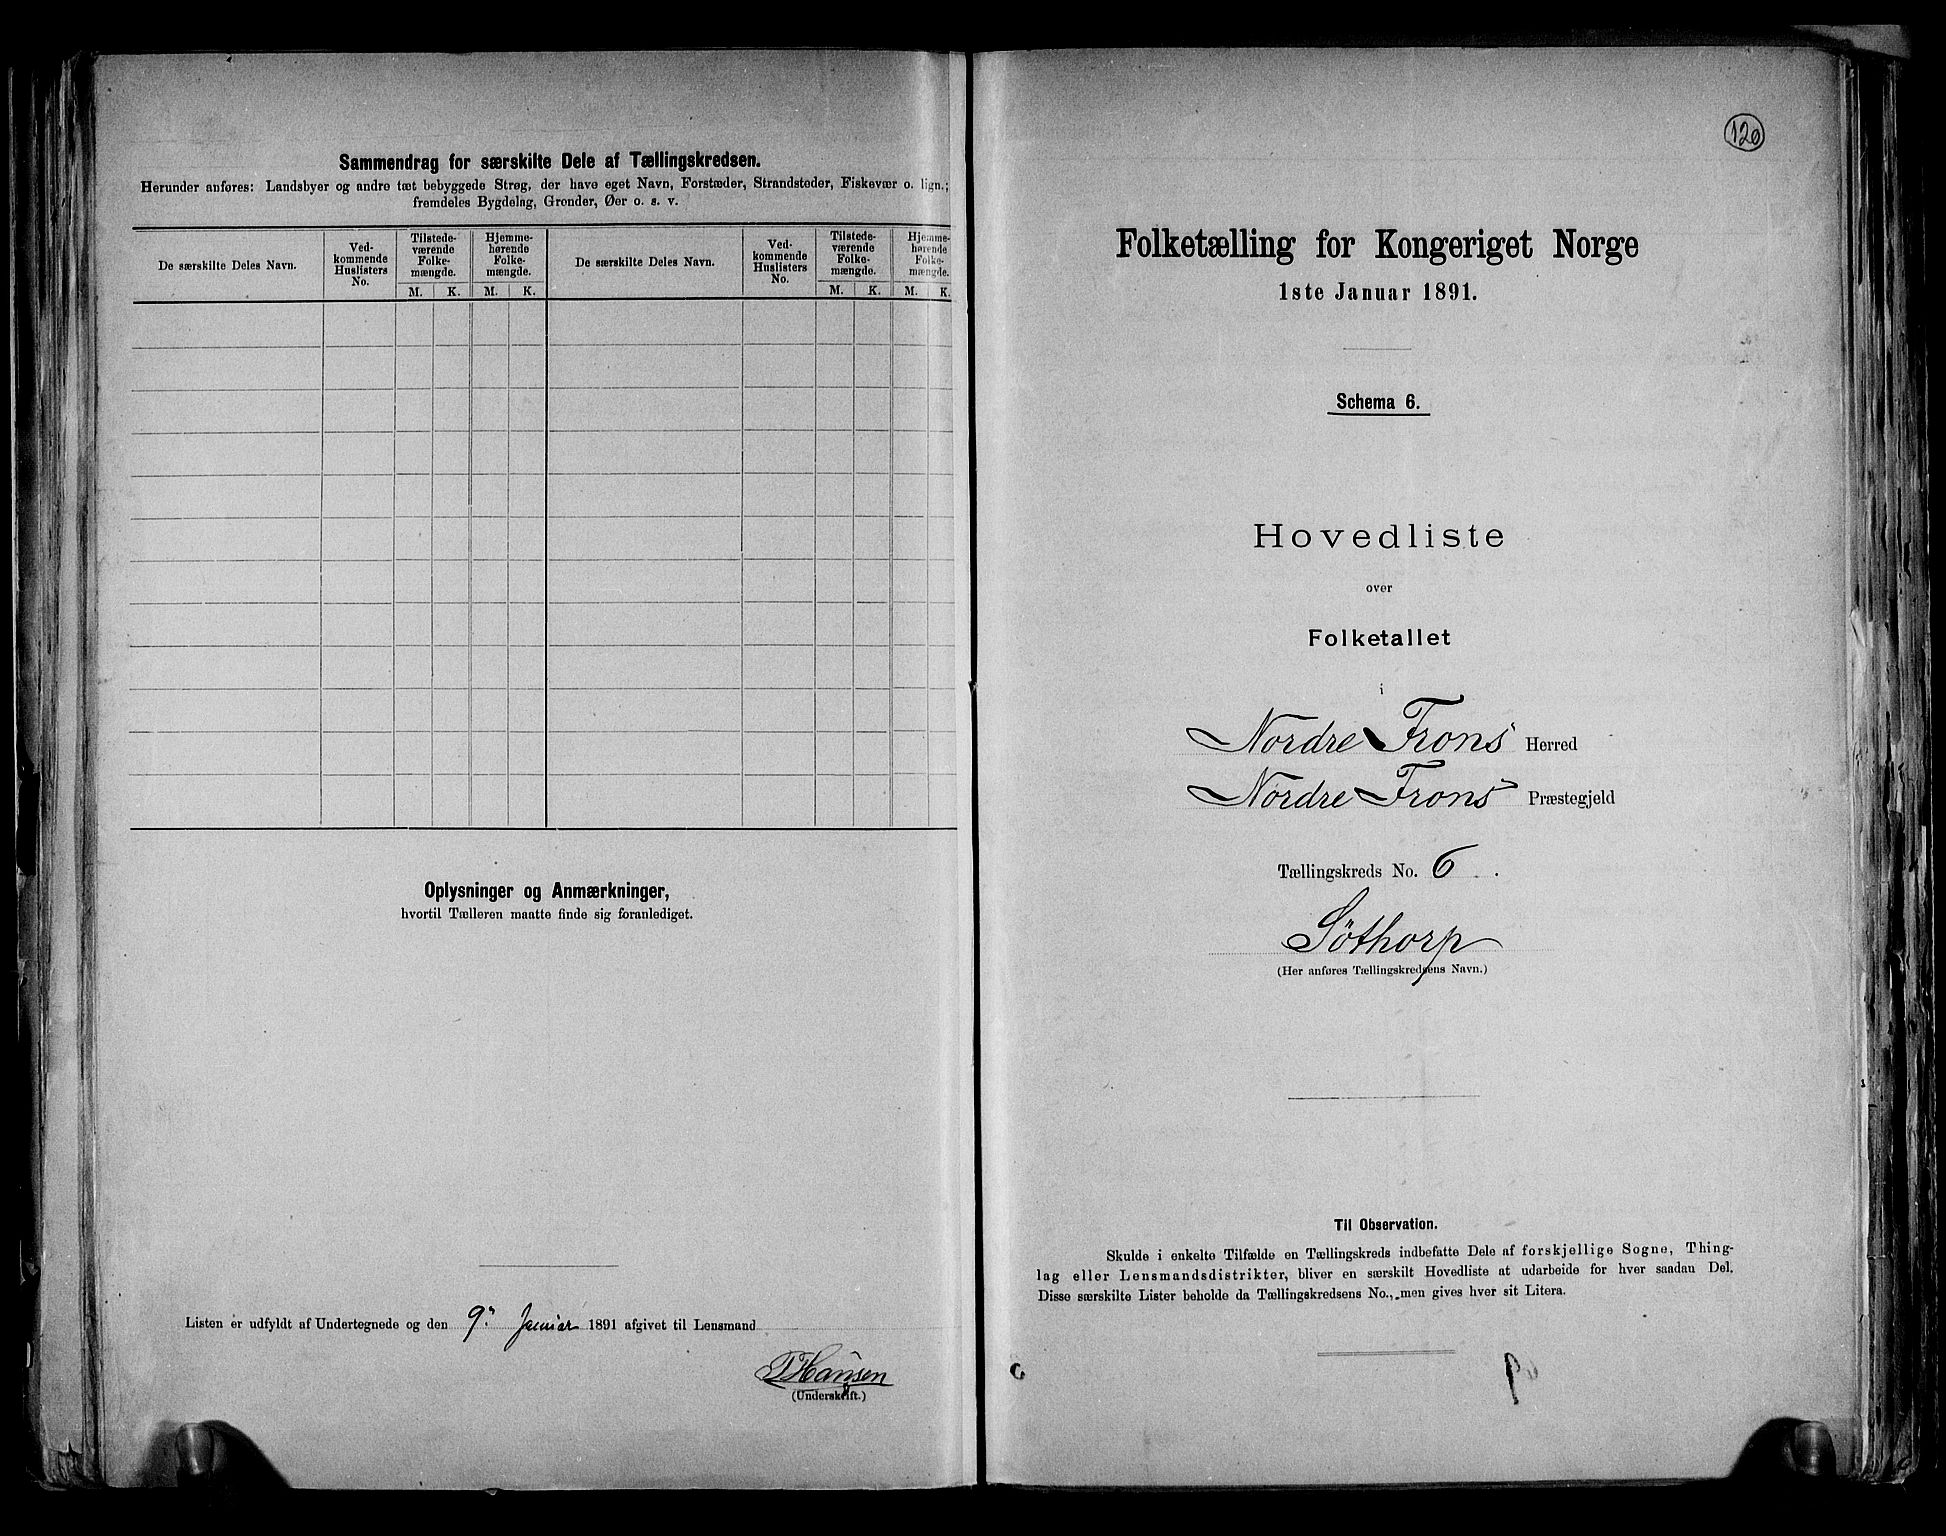 Sammendrag for særskilte Dele af Tællingskredsen.
Herunder anføres: Landsbyer og andre tæt bebyggede Strøg, der have eget Navn, Forstæder, Strandsteder, Fiskevær o. lign.;
fremdeles Bygdelag, Grender, Øer o. s. v.
De særskilte Deles Navn.
Ved-
kommende
Huslisters
No.
Tilstede-
værende
Folke-
mængde.
Hjemme-
hørende
Folke-
mængde.
M. K. M. K.
De særskilte Deles Navn.
Ved-
kommende
Huslisters
No.
Tilstede-
værende
Folke-
mængde.
Hjemme-
hørende
Folke-
mængde.
M. K. M. K.
Oplysninger og Anmærkninger,
hvortil Tælleren maatte finde sig foranlediget.
Listen er udfyldt af Undertegnede og den 9. Januar 1891 afgivet til Lensmand
THansen
(Underskrift.)
120
Folketælling for Kongeriget Norge
1ste Januar 1891.
Schema 6.
Hovedliste
over
Folketallet
i
Nordre Frons Herred
Nordre Frons Præstegjeld
Tællingskreds No. 6.
Söthorp
(Her anføres Tællingskredsens Navn.)
Til Observation.
Skulde i enkelte Tilfælde en Tællingskreds indbefatte Dele af forskjellige Sogne, Thing-
lag eller Lensmandsdistrikter, bliver en særskilt Hovedliste at udarbeide for hver saadan Del.
Disse særskilte Lister beholde da Tællingskredsens No., men gives hver sit Litera.